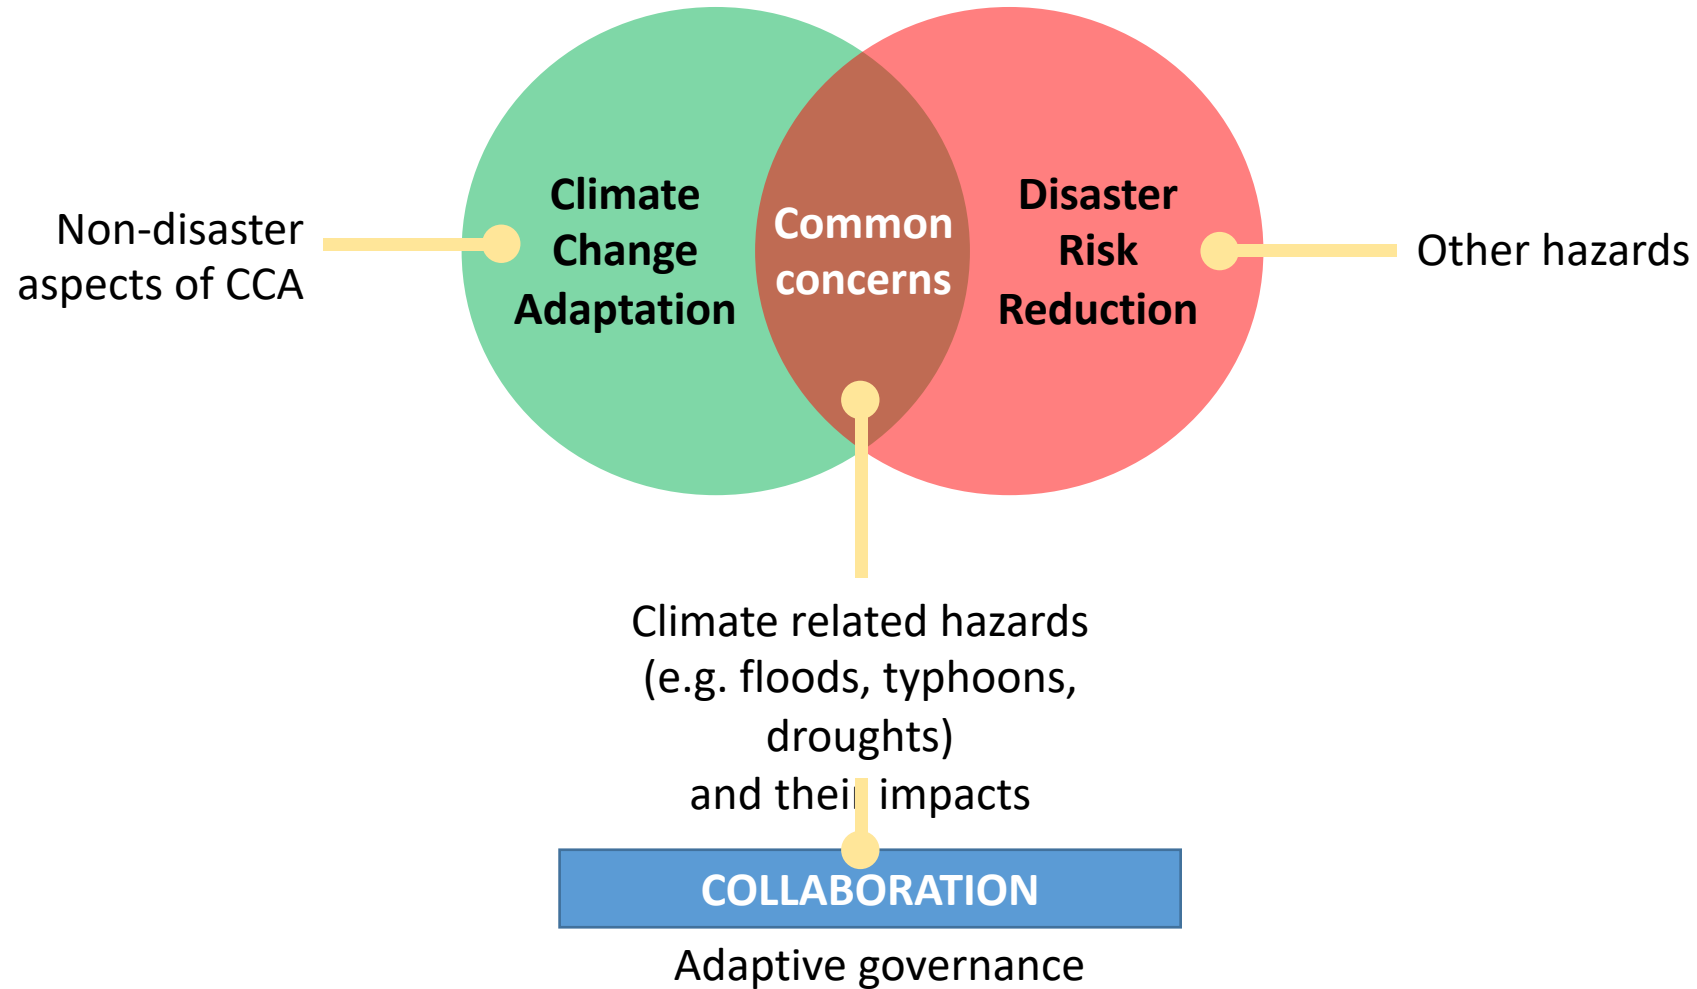 Climate
Change
Adaptation
Common
concerns
Disaster
Risk
Reduction
Non-disaster
aspects of CCA
Other hazards
Climate related hazards
(e.g. floods, typhoons,
droughts)
and their impacts
COLLABORATION
Adaptive governance